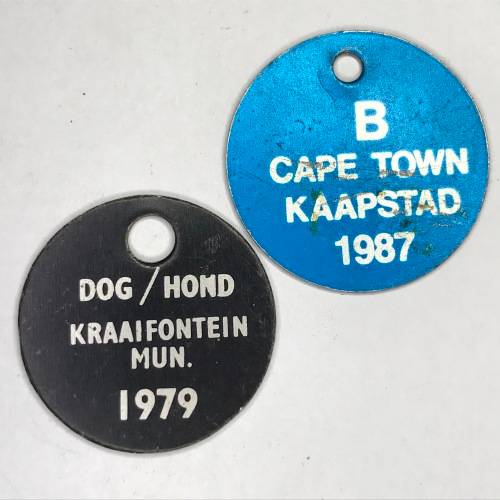 B
CAPE TOWN
KAAPSTAD
1987
DOG / HOND
KRAAIFONTEIN
MUN.
1979